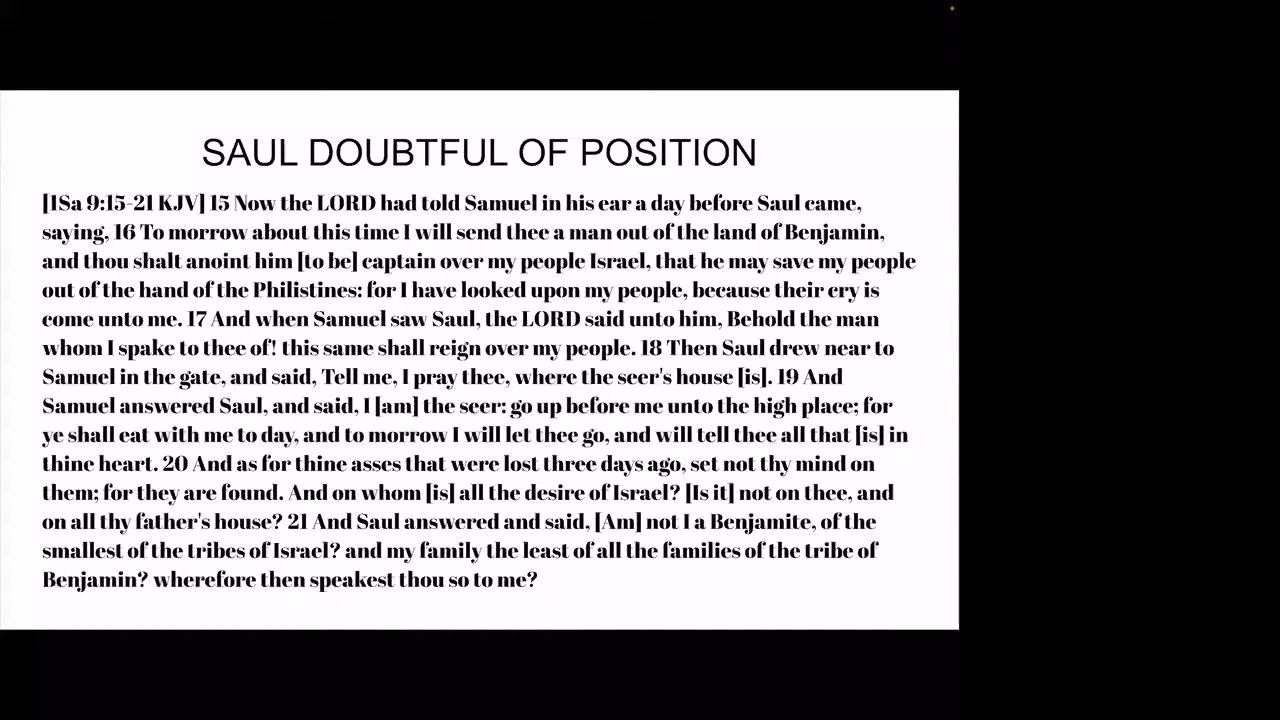 SAUL DOUBTFUL OF POSITION
[1Sa 9:15-21 KJV] 15 Now the LORD had told Samuel in his ear a day before Saul came,
saying, 16 To morrow about this time I will send thee a man out of the land of Benjamin,
and thou shalt anoint him [to be] captain over my people Israel, that he may save my people
out of the hand of the Philistines: for I have looked upon my people, because their cry is
come unto me. 17 And when Samuel saw Saul, the LORD said unto him, Behold the man
whom I spake to thee of! this same shall reign over my people. 18 Then Saul drew near to
Samuel in the gate, and said, Tell me, I pray thee, where the seer's house [is]. 19 And
Samuel answered Saul, and said, I [am] the seer: go up before me unto the high place; for
ye shall eat with me to day, and to morrow I will let thee go, and will tell thee all that [is] in
thine heart. 20 And as for thine asses that were lost three days ago, set not thy mind on
them; for they are found. And on whom [is] all the desire of Israel? [Is it] not on thee, and
on all thy father's house? 21 And Saul answered and said, [Am] not I a Benjamite, of the
smallest of the tribes of Israel? and my family the least of all the families of the tribe of
Benjamin? wherefore then speakest thou so to me?